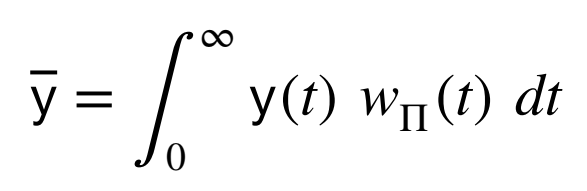 v̅ = ∫₀^∞ v(t) w_Π(t) dt